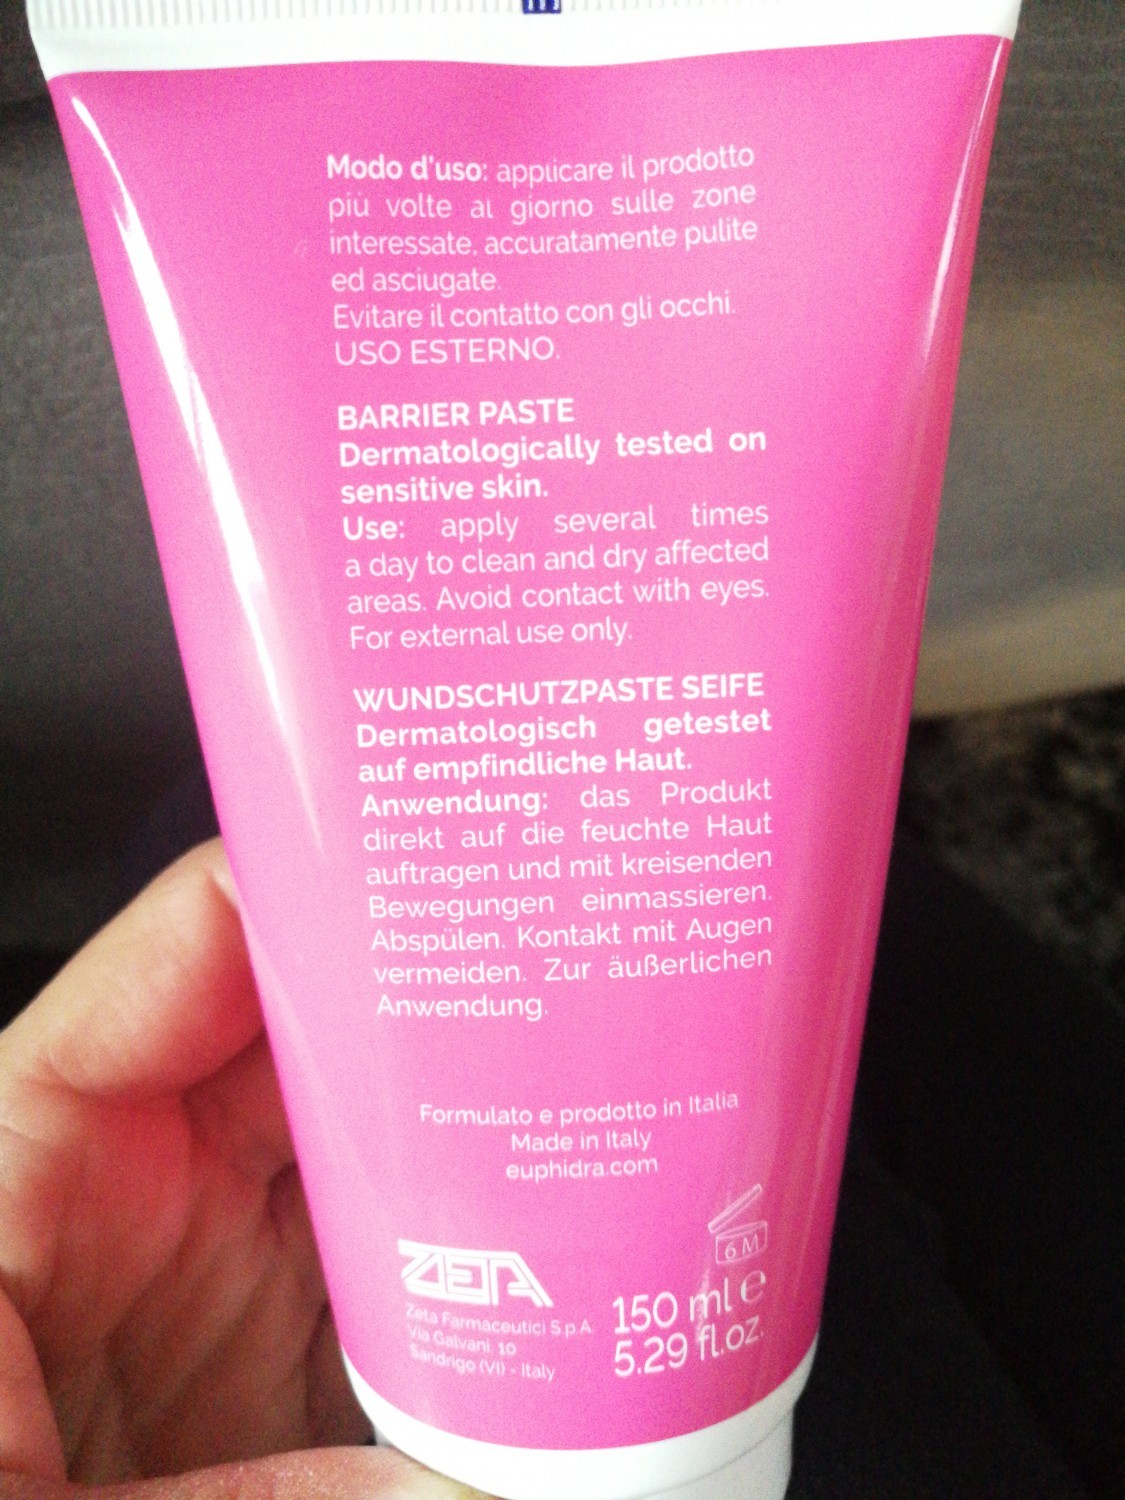 Modo d'uso: applicare il prodotto
più volte al giorno sulle zone
interessate, accuratamente pulite
ed asciugate.
Evitare il contatto con gli occhi.
USO ESTERNO.
BARRIER PASTE
Dermatologically tested on
sensitive skin.
Use: apply several times
a day to clean and dry affected
areas. Avoid contact with eyes.
For external use only.
WUNDSCHUTZPASTE SEIFE
Dermatologisch getestet
auf empfindliche Haut.
Anwendung: das Produkt
direkt auf die feuchte Haut
auftragen und mit kreisenden
Bewegungen einmassieren.
Abspülen. Kontakt mit Augen
vermeiden. Zur äußerlichen
Anwendung.
Formulato e prodotto in Italia
Made in Italy
euphidra.com
6 M
ZETA
Zeta Farmaceutici S.p.A.
Via Galvani, 10
Sandrigo (VI) - Italy
150 ml e
5.29 fl.oz.